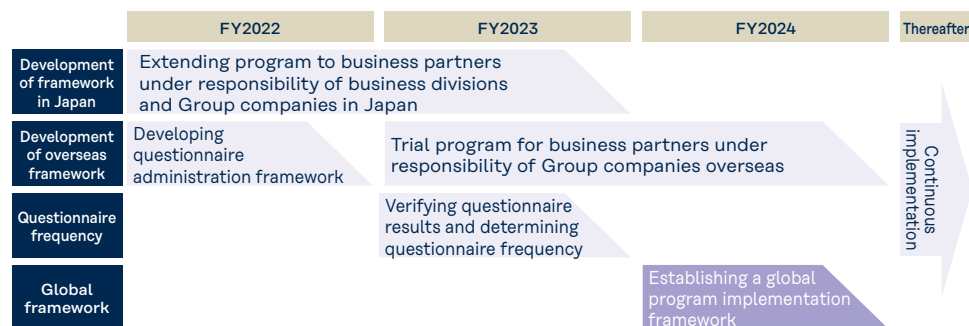 FY2022
FY2023
FY2024
Thereafter
Development
of framework
in Japan
Extending program to business partners
under responsibility of business divisions
and Group companies in Japan
Development
of overseas
framework
Developing
questionnaire
administration framework
Trial program for business partners under
responsibility of Group companies overseas
Questionnaire
frequency
Verifying questionnaire
results and determining
questionnaire frequency
Global
framework
Establishing a global
program implementation
framework
Continuous
implementation